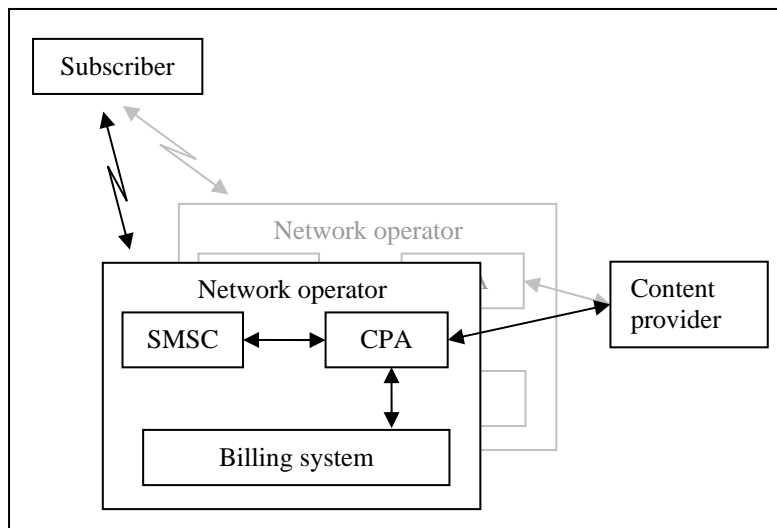 Subscriber
Network operator
A
Network operator
Content
provider
SMSC
CPA
Billing system